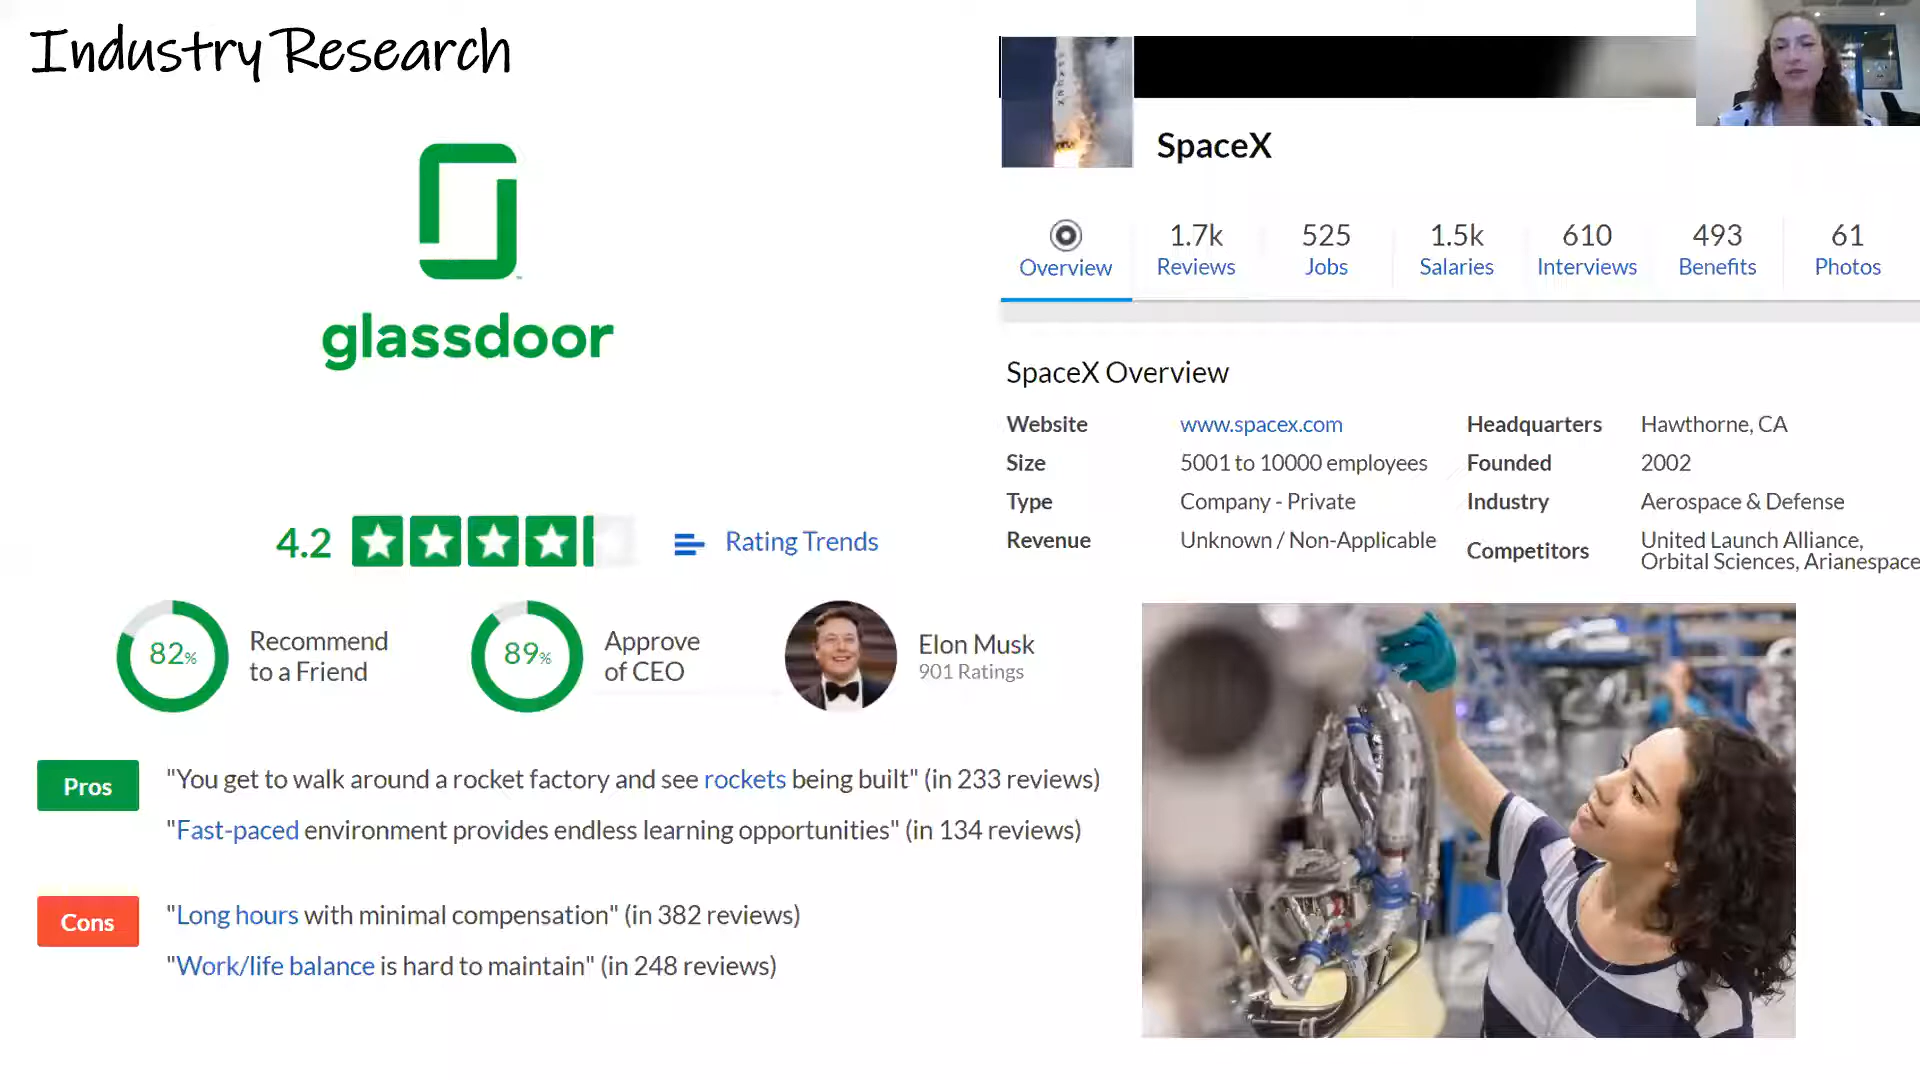 Industry Research
glassdoor
4.2
Rating Trends
82%
Recommend
to a Friend
89%
Approve
of CEO
Elon Musk
901 Ratings
Pros
"You get to walk around a rocket factory and see rockets being built" (in 233 reviews)
"Fast-paced environment provides endless learning opportunities" (in 134 reviews)
Cons
"Long hours with minimal compensation" (in 382 reviews)
"Work/life balance is hard to maintain" (in 248 reviews)
SpaceX
Overview
1.7k
Reviews
525
Jobs
1.5k
Salaries
610
Interviews
493
Benefits
61
Photos
SpaceX Overview
Website www.spacex.com
Size 5001 to 10000 employees
Type Company - Private
Revenue Unknown / Non-Applicable
Headquarters Hawthorne, CA
Founded 2002
Industry Aerospace & Defense
Competitors United Launch Alliance,
Orbital Sciences, Arianespace